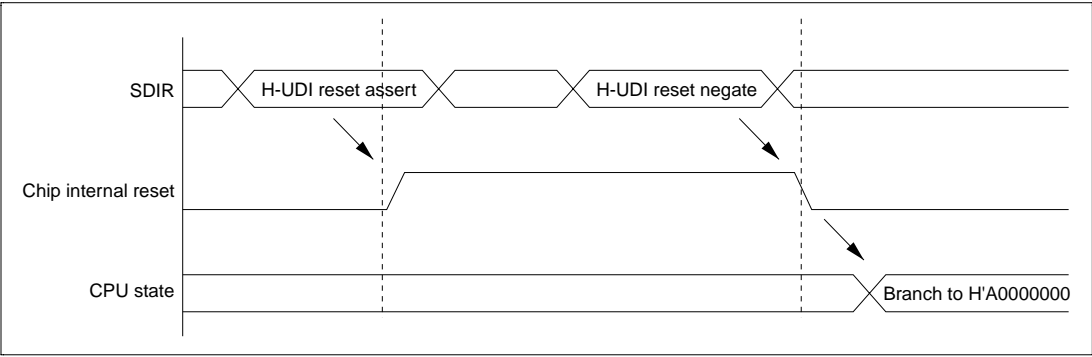 SDIR
H-UDI reset assert
H-UDI reset negate
Chip internal reset
CPU state
Branch to H'A0000000